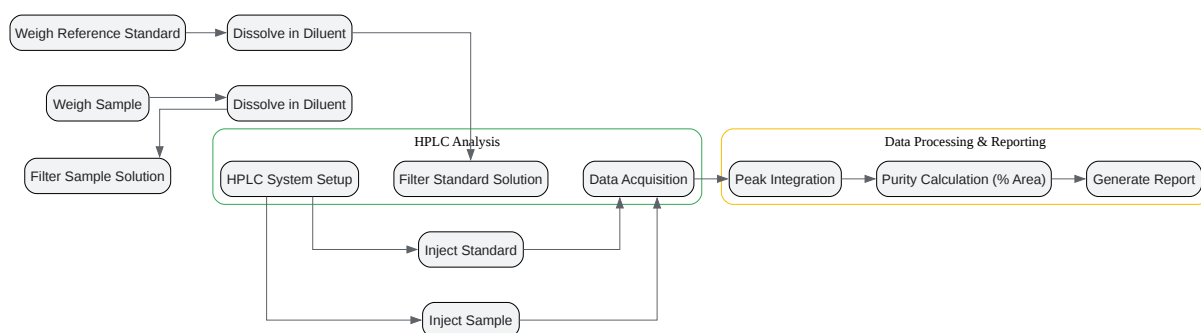 Weigh Reference Standard
Dissolve in Diluent
Weigh Sample
Dissolve in Diluent
HPLC Analysis
Data Processing & Reporting
Filter Sample Solution
HPLC System Setup
Filter Standard Solution
Data Acquisition
Peak Integration
Purity Calculation (% Area)
Generate Report
Inject Standard
Inject Sample